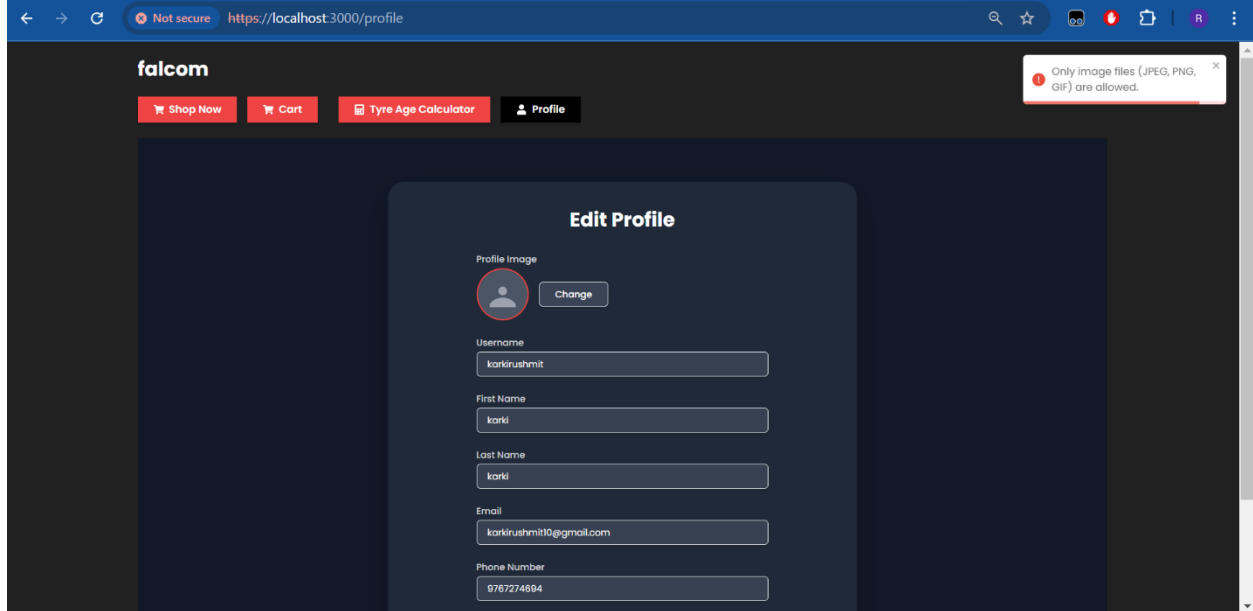 Not secure https://localhost:3000/profile
R
falcom
Only image files (JPEG, PNG,
GIF) are allowed.
Shop Now Cart Tyre Age Calculator Profile
Edit Profile
Profile Image
Change
Username
karkirushmit
First Name
karki
Last Name
karki
Email
karkirushmit10@gmail.com
Phone Number
9767274694